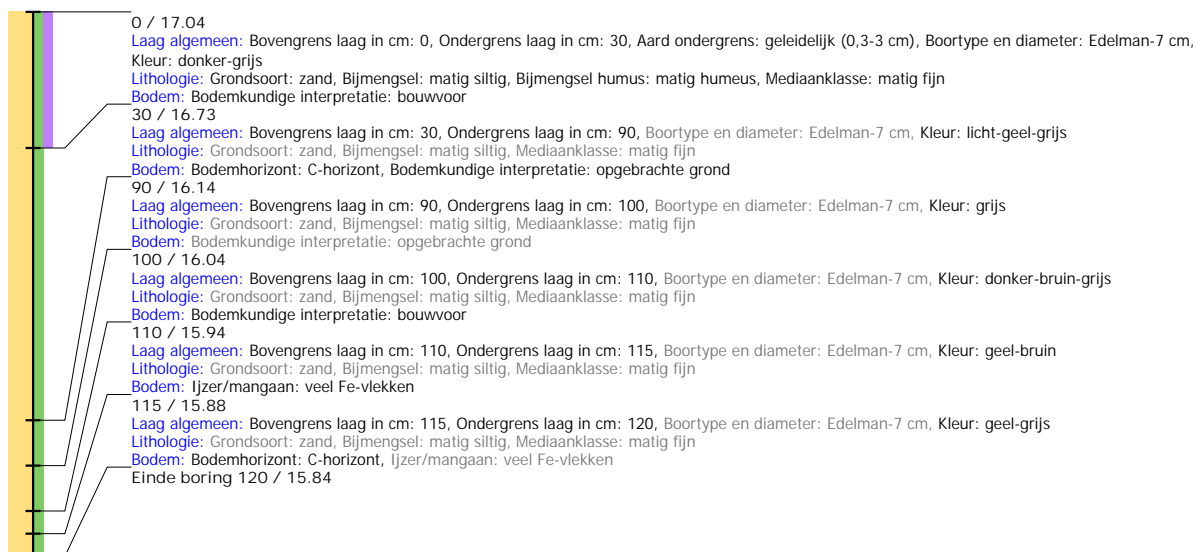 0 / 17.04
Laag algemeen: Bovengrens laag in cm: 0, Ondergrens laag in cm: 30, Aard ondergrens: geleidelijk (0,3-3 cm), Boortype en diameter: Edelman-7 cm,
Kleur: donker-grijs
Lithologie: Grondsoort: zand, Bijmengsel: matig siltig, Bijmengsel humus: matig humeus, Mediaanklasse: matig fijn
Bodem: Bodemkundige interpretatie: bouwvoor
30 / 16.73
Laag algemeen: Bovengrens laag in cm: 30, Ondergrens laag in cm: 90, Boortype en diameter: Edelman-7 cm, Kleur: licht-geel-grijs
Lithologie: Grondsoort: zand, Bijmengsel: matig siltig, Mediaanklasse: matig fijn
Bodem: Bodemhorizont: C-horizont, Bodemkundige interpretatie: opgebrachte grond
90 / 16.14
Laag algemeen: Bovengrens laag in cm: 90, Ondergrens laag in cm: 100, Boortype en diameter: Edelman-7 cm, Kleur: grijs
Lithologie: Grondsoort: zand, Bijmengsel: matig siltig, Mediaanklasse: matig fijn
Bodem: Bodemkundige interpretatie: opgebrachte grond
100 / 16.04
Laag algemeen: Bovengrens laag in cm: 100, Ondergrens laag in cm: 110, Boortype en diameter: Edelman-7 cm, Kleur: donker-bruin-grijs
Lithologie: Grondsoort: zand, Bijmengsel: matig siltig, Mediaanklasse: matig fijn
Bodem: Bodemkundige interpretatie: bouwvoor
110 / 15.94
Laag algemeen: Bovengrens laag in cm: 110, Ondergrens laag in cm: 115, Boortype en diameter: Edelman-7 cm, Kleur: geel-bruin
Lithologie: Grondsoort: zand, Bijmengsel: matig siltig, Mediaanklasse: matig fijn
Bodem: Ijzer/mangaan: veel Fe-vlekken
115 / 15.88
Laag algemeen: Bovengrens laag in cm: 115, Ondergrens laag in cm: 120, Boortype en diameter: Edelman-7 cm, Kleur: geel-grijs
Lithologie: Grondsoort: zand, Bijmengsel: matig siltig, Mediaanklasse: matig fijn
Bodem: Bodemhorizont: C-horizont, Ijzer/mangaan: veel Fe-vlekken
Einde boring 120 / 15.84